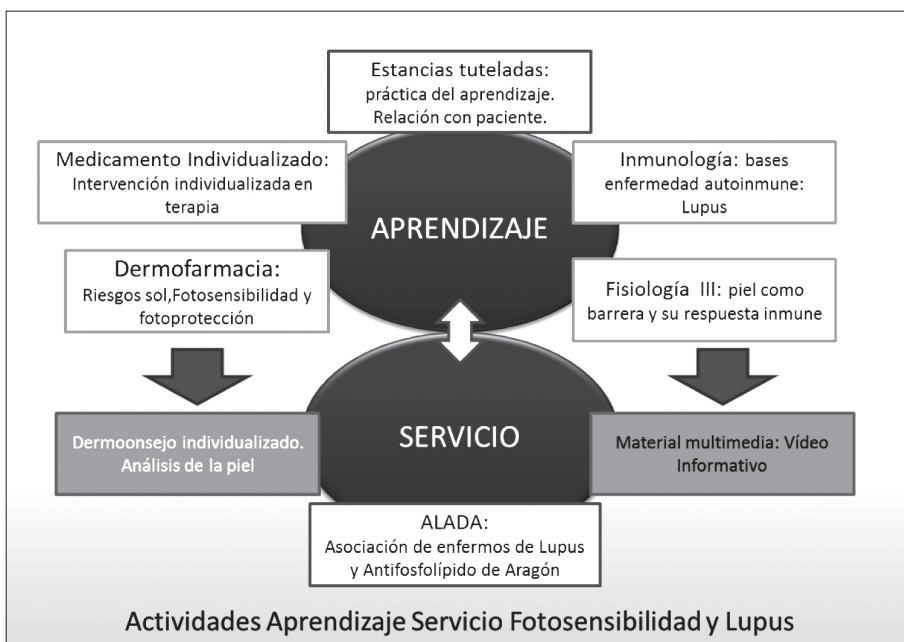 Estancias tuteladas:
práctica del aprendizaje.
Relación con paciente.
Medicamento Individualizado:
Intervención individualizada en
terapia
Inmunología: bases
enfermedad autoinmune:
Lupus
APRENDIZAJE
Dermofarmacia:
Riesgos sol,Fotosensibilidad y
fotoprotección
Fisiología III: piel como
barrera y su respuesta inmune
SERVICIO
Dermoonsejo individualizado.
Análisis de la piel
Material multimedia: Vídeo
Informativo
ALADA:
Asociación de enfermos de Lupus
y Antifosfolípido de Aragón
Actividades Aprendizaje Servicio Fotosensibilidad y Lupus